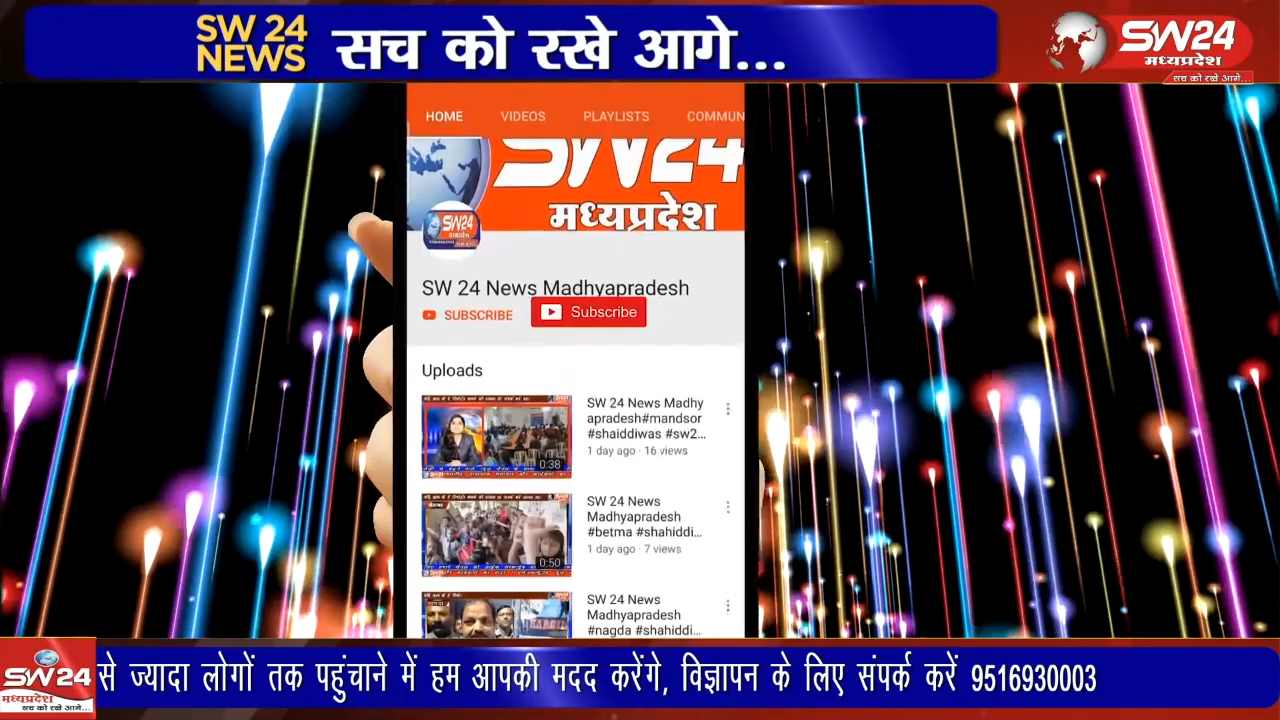 SW 24
NEWS
सच को रखे आगे...
SW24
मध्यप्रदेश
सच को रखे आगे...
HOME VIDEOS PLAYLISTS COMMUN
SW24
मध्यप्रदेश
SW24
SW 24 News Madhyapradesh
SUBSCRIBE
Subscribe
Uploads
SW 24 News Madhy
apradesh#mandsor
#shaiddiwas #sw2...
1 day ago · 16 views
0:38
SW 24 News
Madhyapradesh
#betma #shahiddi...
1 day ago · 7 views
0:50
SW 24 News
Madhyapradesh
#nagda #shahiddi...
SW24
मध्यप्रदेश
सच को रखे आगे...
से ज्यादा लोगों तक पहुंचाने में हम आपकी मदद करेंगे, विज्ञापन के लिए संपर्क करें 9516930003